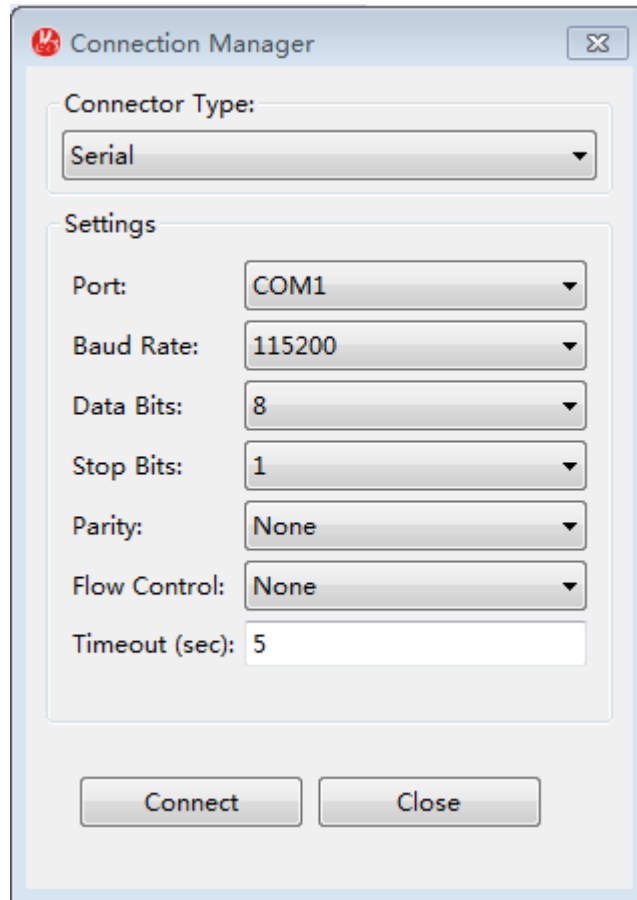 Connection Manager
Connector Type:
Serial
Settings
Port: COM1
Baud Rate: 115200
Data Bits: 8
Stop Bits: 1
Parity: None
Flow Control: None
Timeout (sec): 5
Connect Close